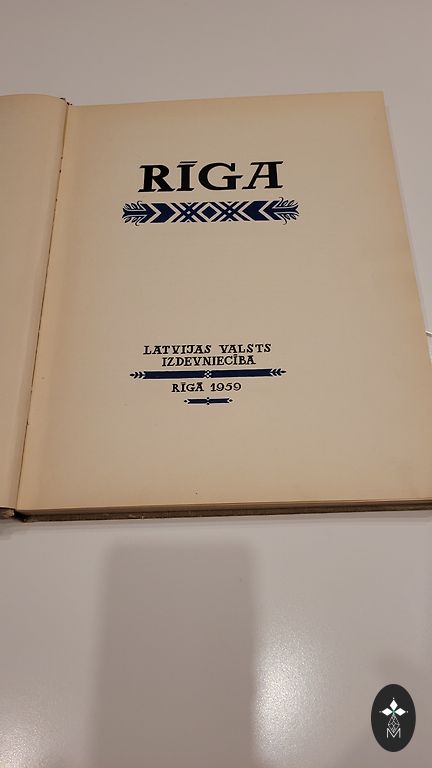 RĪGA
LATVIJAS VALSTS
IZDEVNIECĪBA
RĪGĀ 1959
M